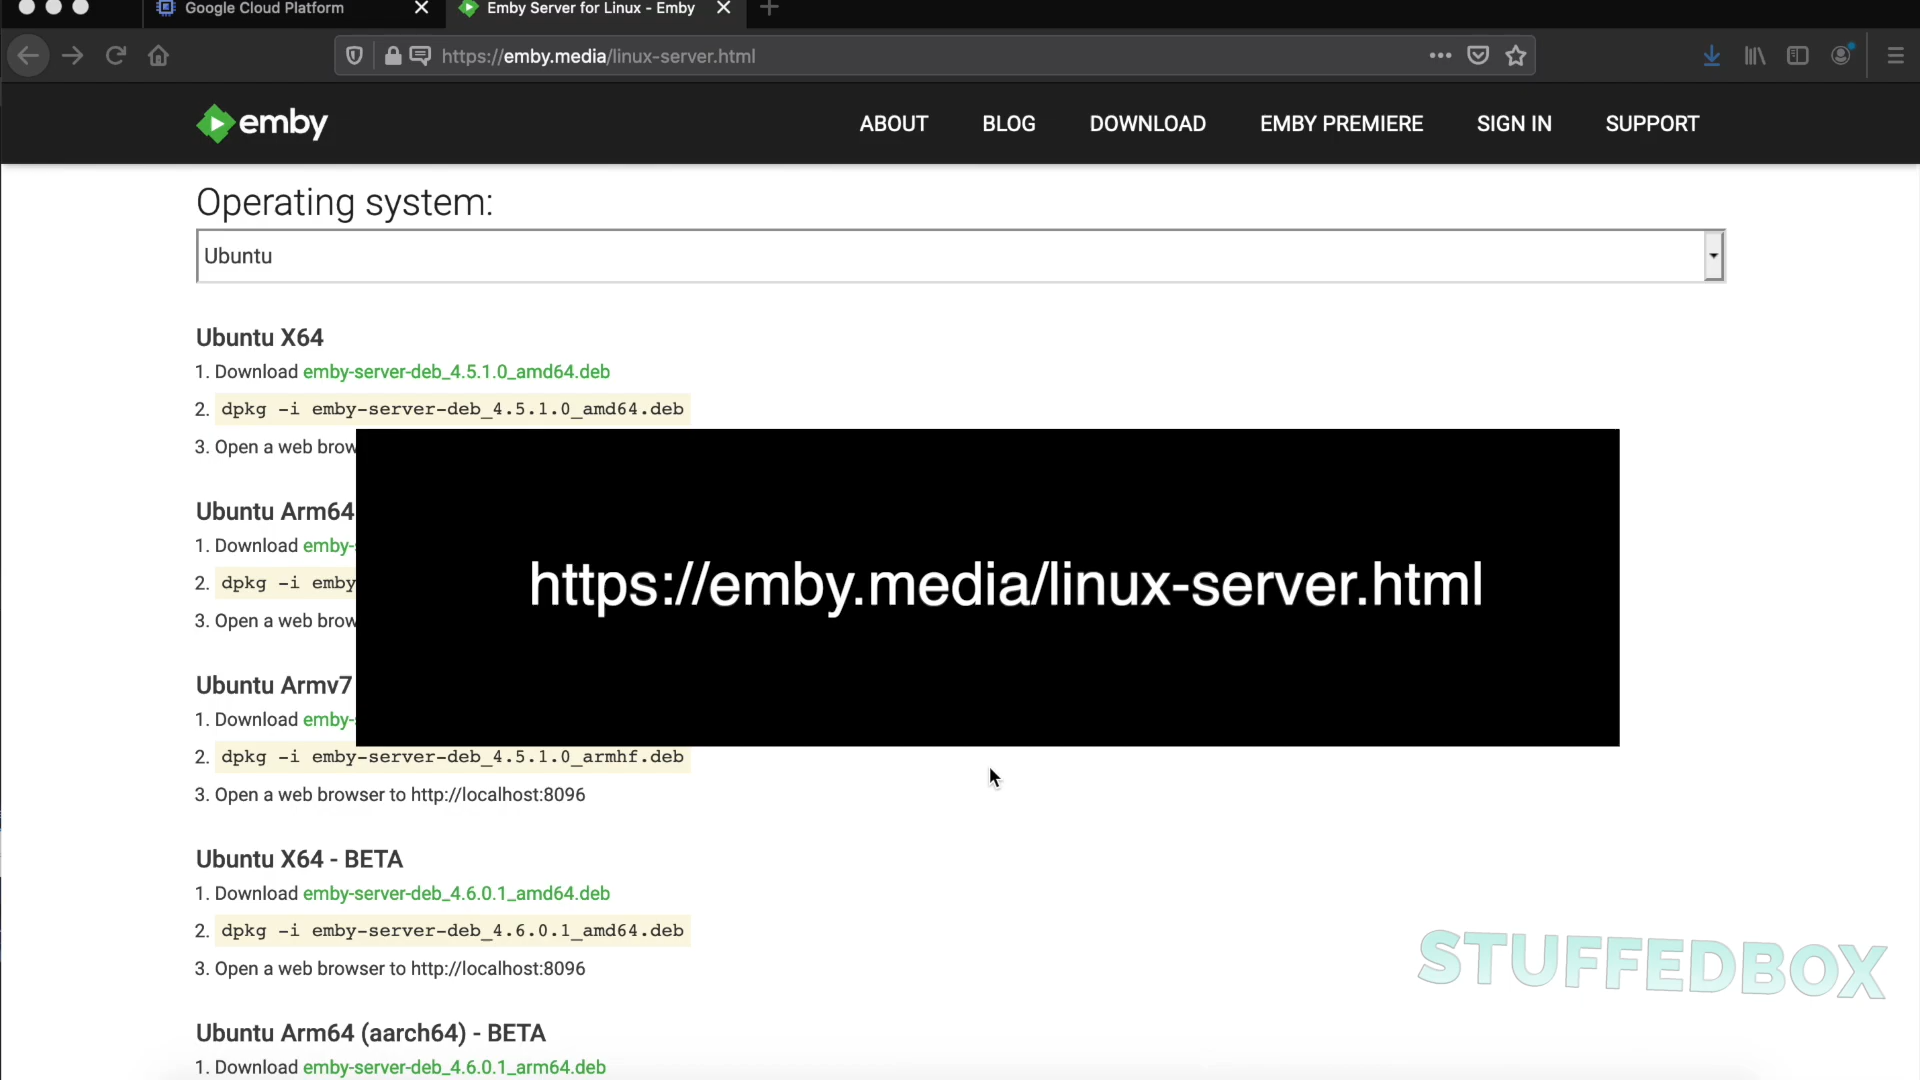 Google Cloud Platform
Emby Server for Linux - Emby
https://emby.media/linux-server.html
emby
ABOUT
BLOG
DOWNLOAD
EMBY PREMIERE
SIGN IN
SUPPORT
Operating system:
Ubuntu
Ubuntu X64
1. Download emby-server-deb_4.5.1.0_amd64.deb
2. dpkg -i emby-server-deb_4.5.1.0_amd64.deb
3. Open a web brow
Ubuntu Arm64
1. Download emby-
2. dpkg -i emby
3. Open a web brow
https://emby.media/linux-server.html
Ubuntu Armv7
1. Download emby-
2. dpkg -i emby-server-deb_4.5.1.0_armhf.deb
3. Open a web browser to http://localhost:8096
Ubuntu X64 - BETA
1. Download emby-server-deb_4.6.0.1_amd64.deb
2. dpkg -i emby-server-deb_4.6.0.1_amd64.deb
3. Open a web browser to http://localhost:8096
STUFFEDBOX
Ubuntu Arm64 (aarch64) - BETA
1. Download emby-server-deb_4.6.0.1_arm64.deb